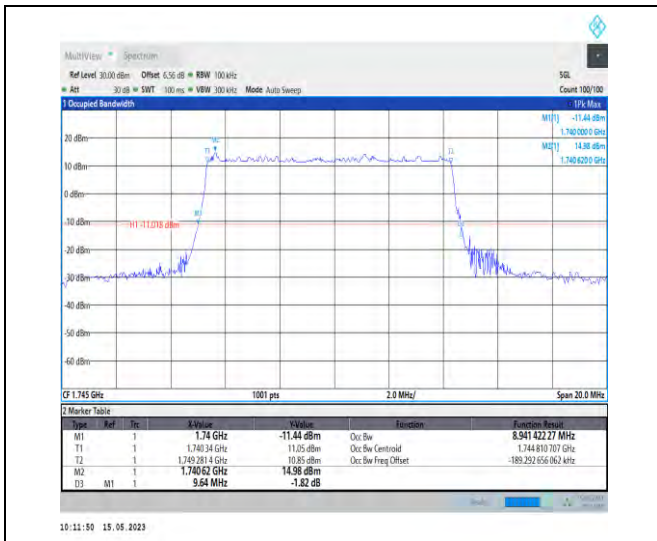 MultiView Spectrum
Ref Level 30.00 dBm Offset 6.56 dB RBW 100 kHz SGL
Att 30 dB SWT 100 ms VBW 300 kHz Mode Auto Sweep Count 100/100
1 Occupied Bandwidth 1Pk Max
M1[1] -11.44 dBm
1.740 000 0 GHz
M2[1] 14.98 dBm
1.740 620 0 GHz
20 dBm
T1 M2 T2
10 dBm
0 dBm
M1
-10 dBm
H1 -11.018 dBm
-20 dBm
-30 dBm
-40 dBm
-50 dBm
-60 dBm
CF 1.745 GHz 1001 pts 2.0 MHz/ Span 20.0 MHz
2 Marker Table
Type Ref Trc X-Value Y-Value Function Function Result
M1 1 1.74 GHz -11.44 dBm Occ Bw 8.941 422 27 MHz
T1 1 1.740 34 GHz 11.05 dBm Occ Bw Centroid 1.744 810 707 GHz
T2 1 1.749 281 4 GHz 10.85 dBm Occ Bw Freq Offset -189.292 656 062 kHz
M2 1 1.740 62 GHz 14.98 dBm
D3 M1 1 9.64 MHz -1.82 dB
10:11:50 15.05.2023